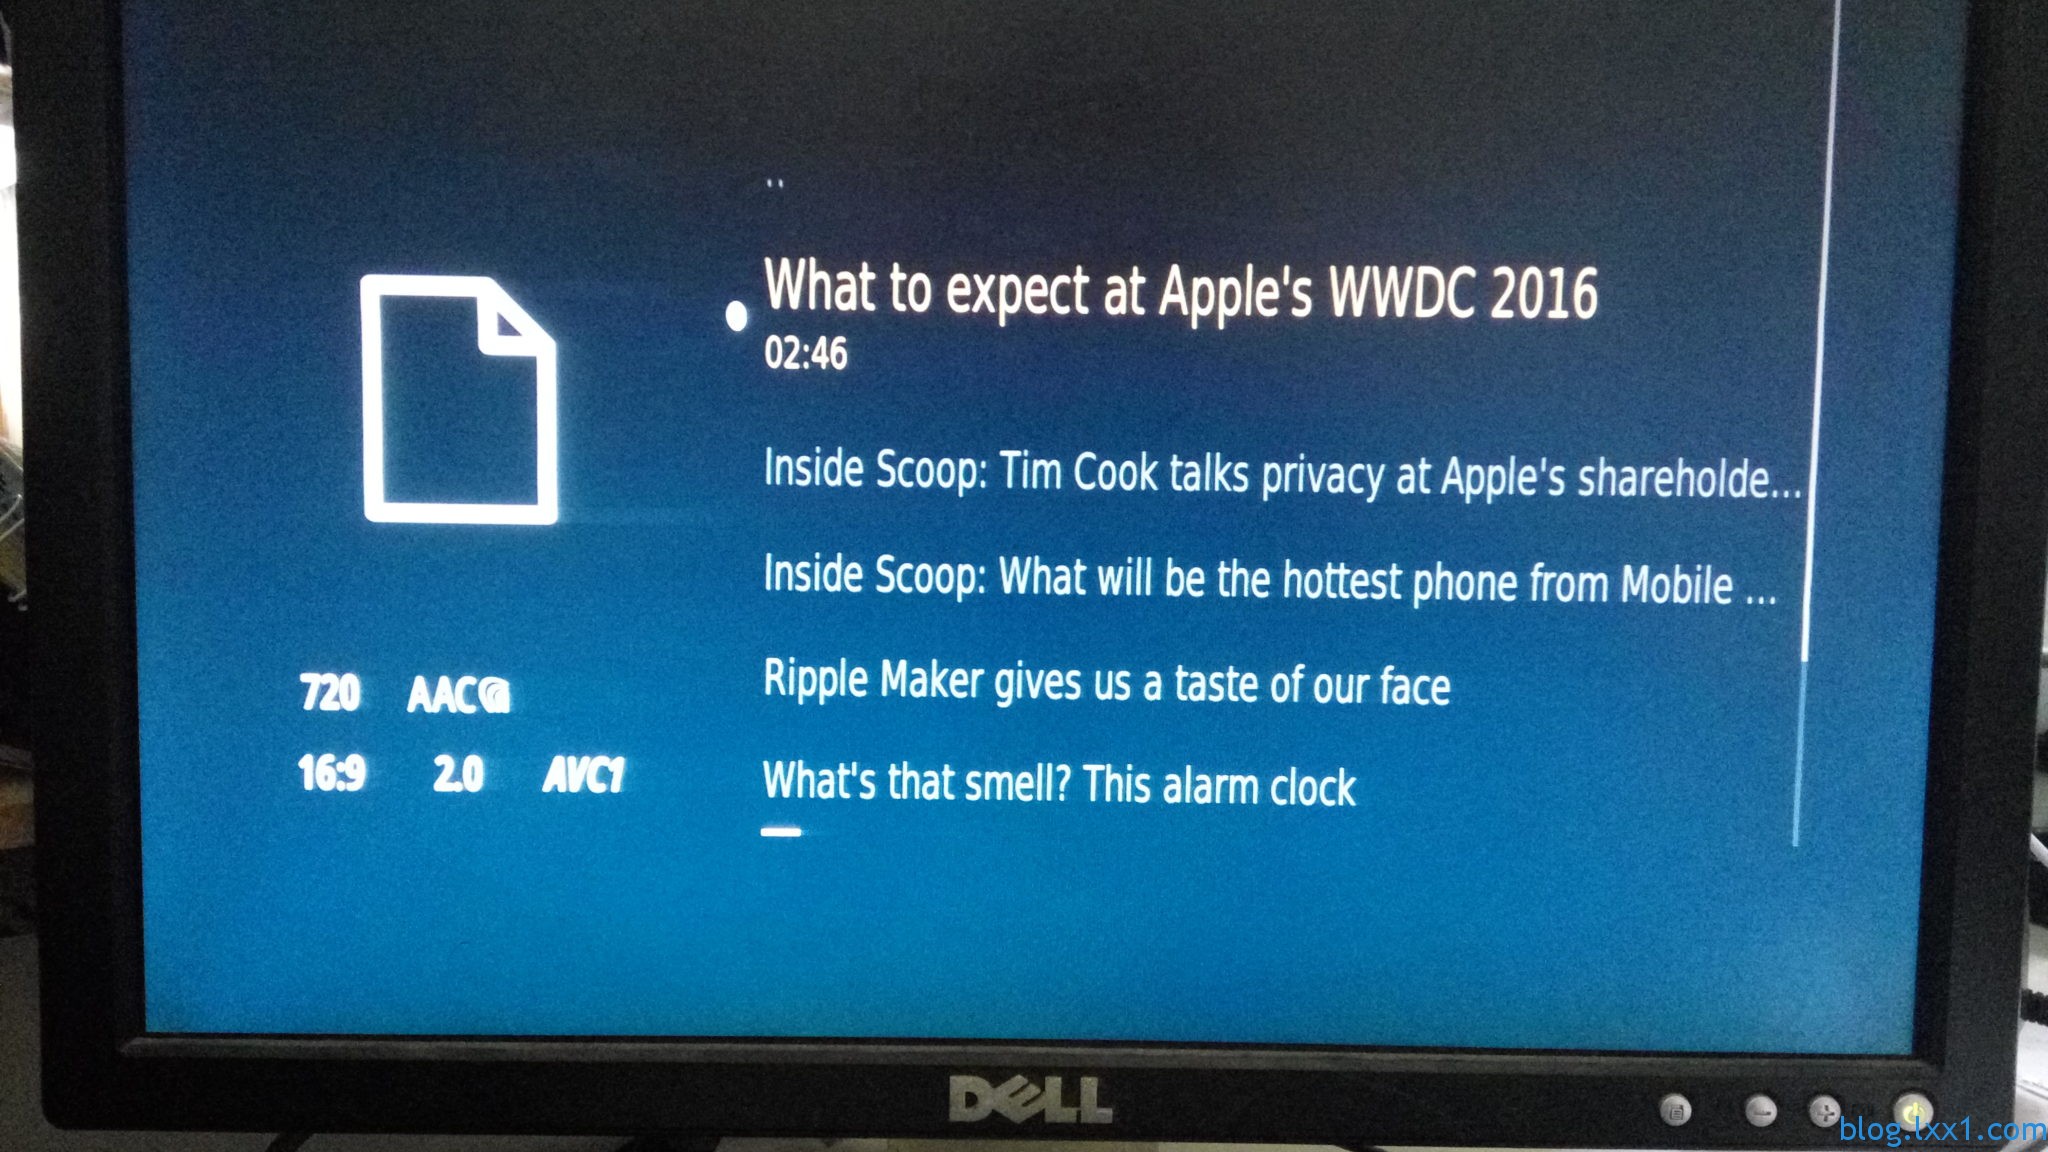 ..
What to expect at Apple's WWDC 2016
02:46
Inside Scoop: Tim Cook talks privacy at Apple's shareholde...
Inside Scoop: What will be the hottest phone from Mobile ...
Ripple Maker gives us a taste of our face
What's that smell? This alarm clock
720 AAC
16:9 2.0 AVC1
DELL
blog.lxx1.com